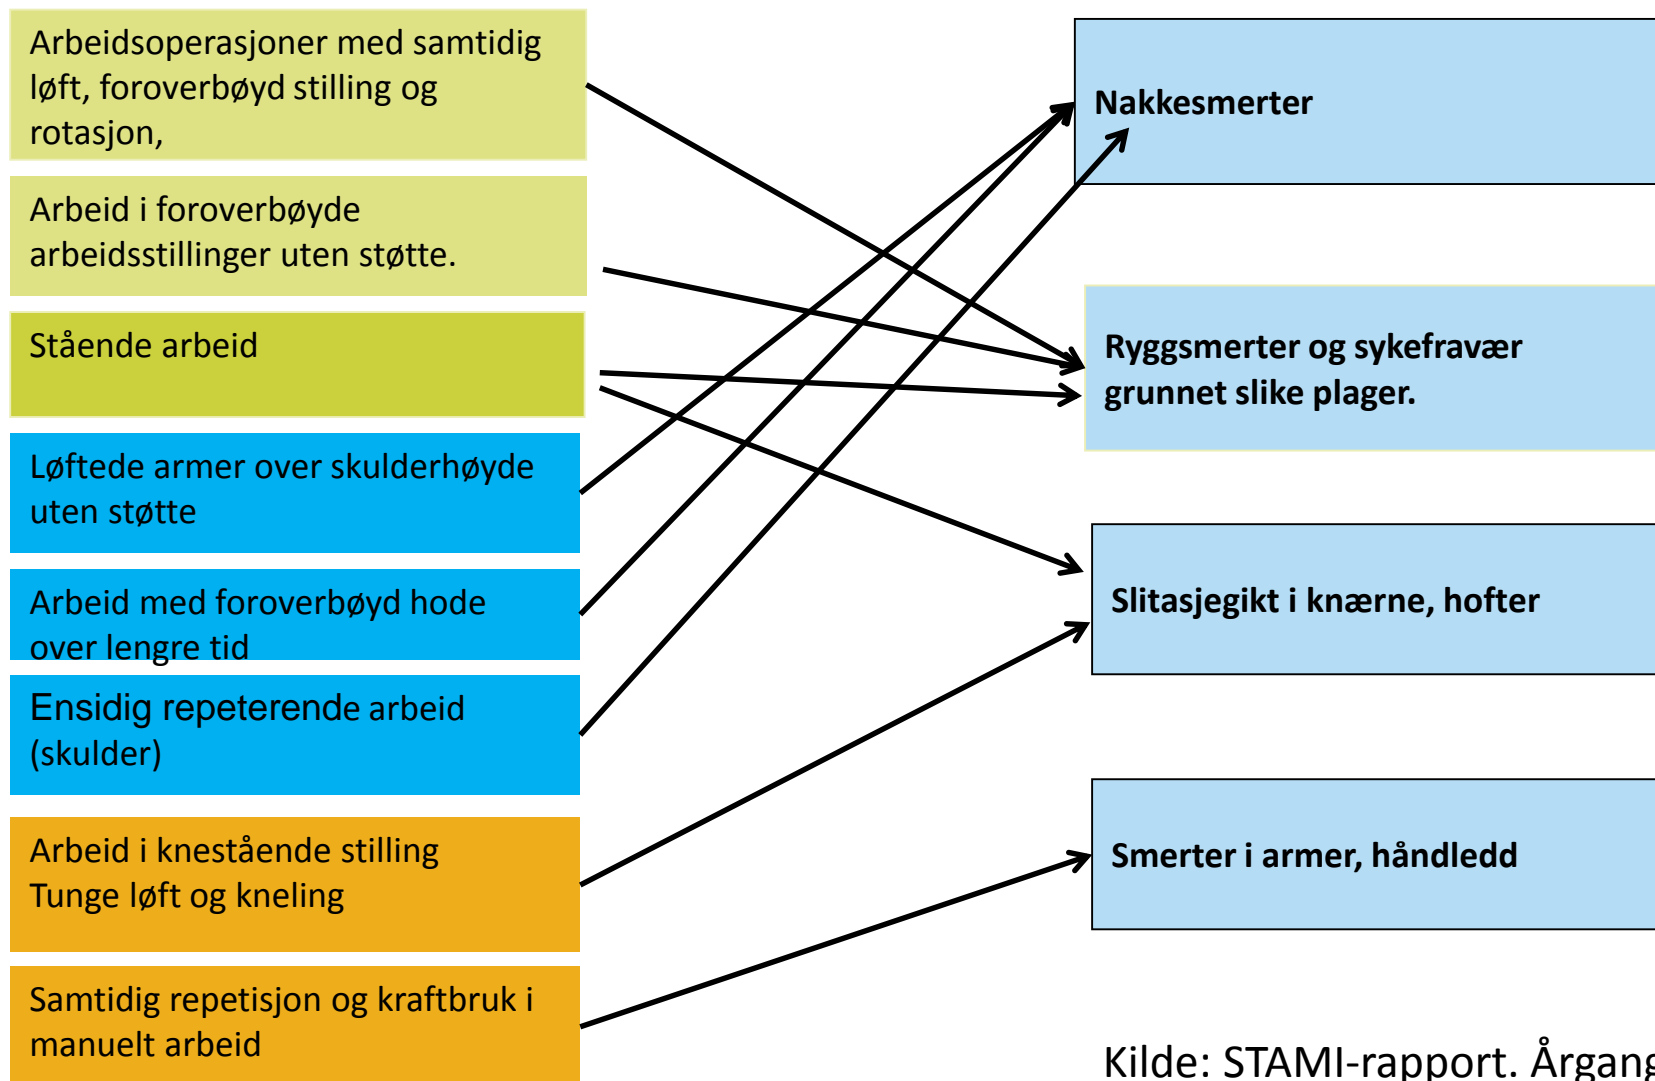 Arbeidsoperasjoner med samtidig
løft, foroverbøyd stilling og
rotasjon,
Arbeid i foroverbøyde
arbeidsstillinger uten støtte.
Stående arbeid
Løftede armer over skulderhøyde
uten støtte
Arbeid med foroverbøyd hode
over lengre tid
Ensidig repeterende arbeid
(skulder)
Arbeid i knestående stilling
Tunge løft og kneling
Samtidig repetisjon og kraftbruk i
manuelt arbeid
Nakkesmerter
Ryggsmerter og sykefravær
grunnet slike plager.
Slitasjegikt i knærne, hofter
Smerter i armer, håndledd
Kilde: STAMI-rapport. Årgang